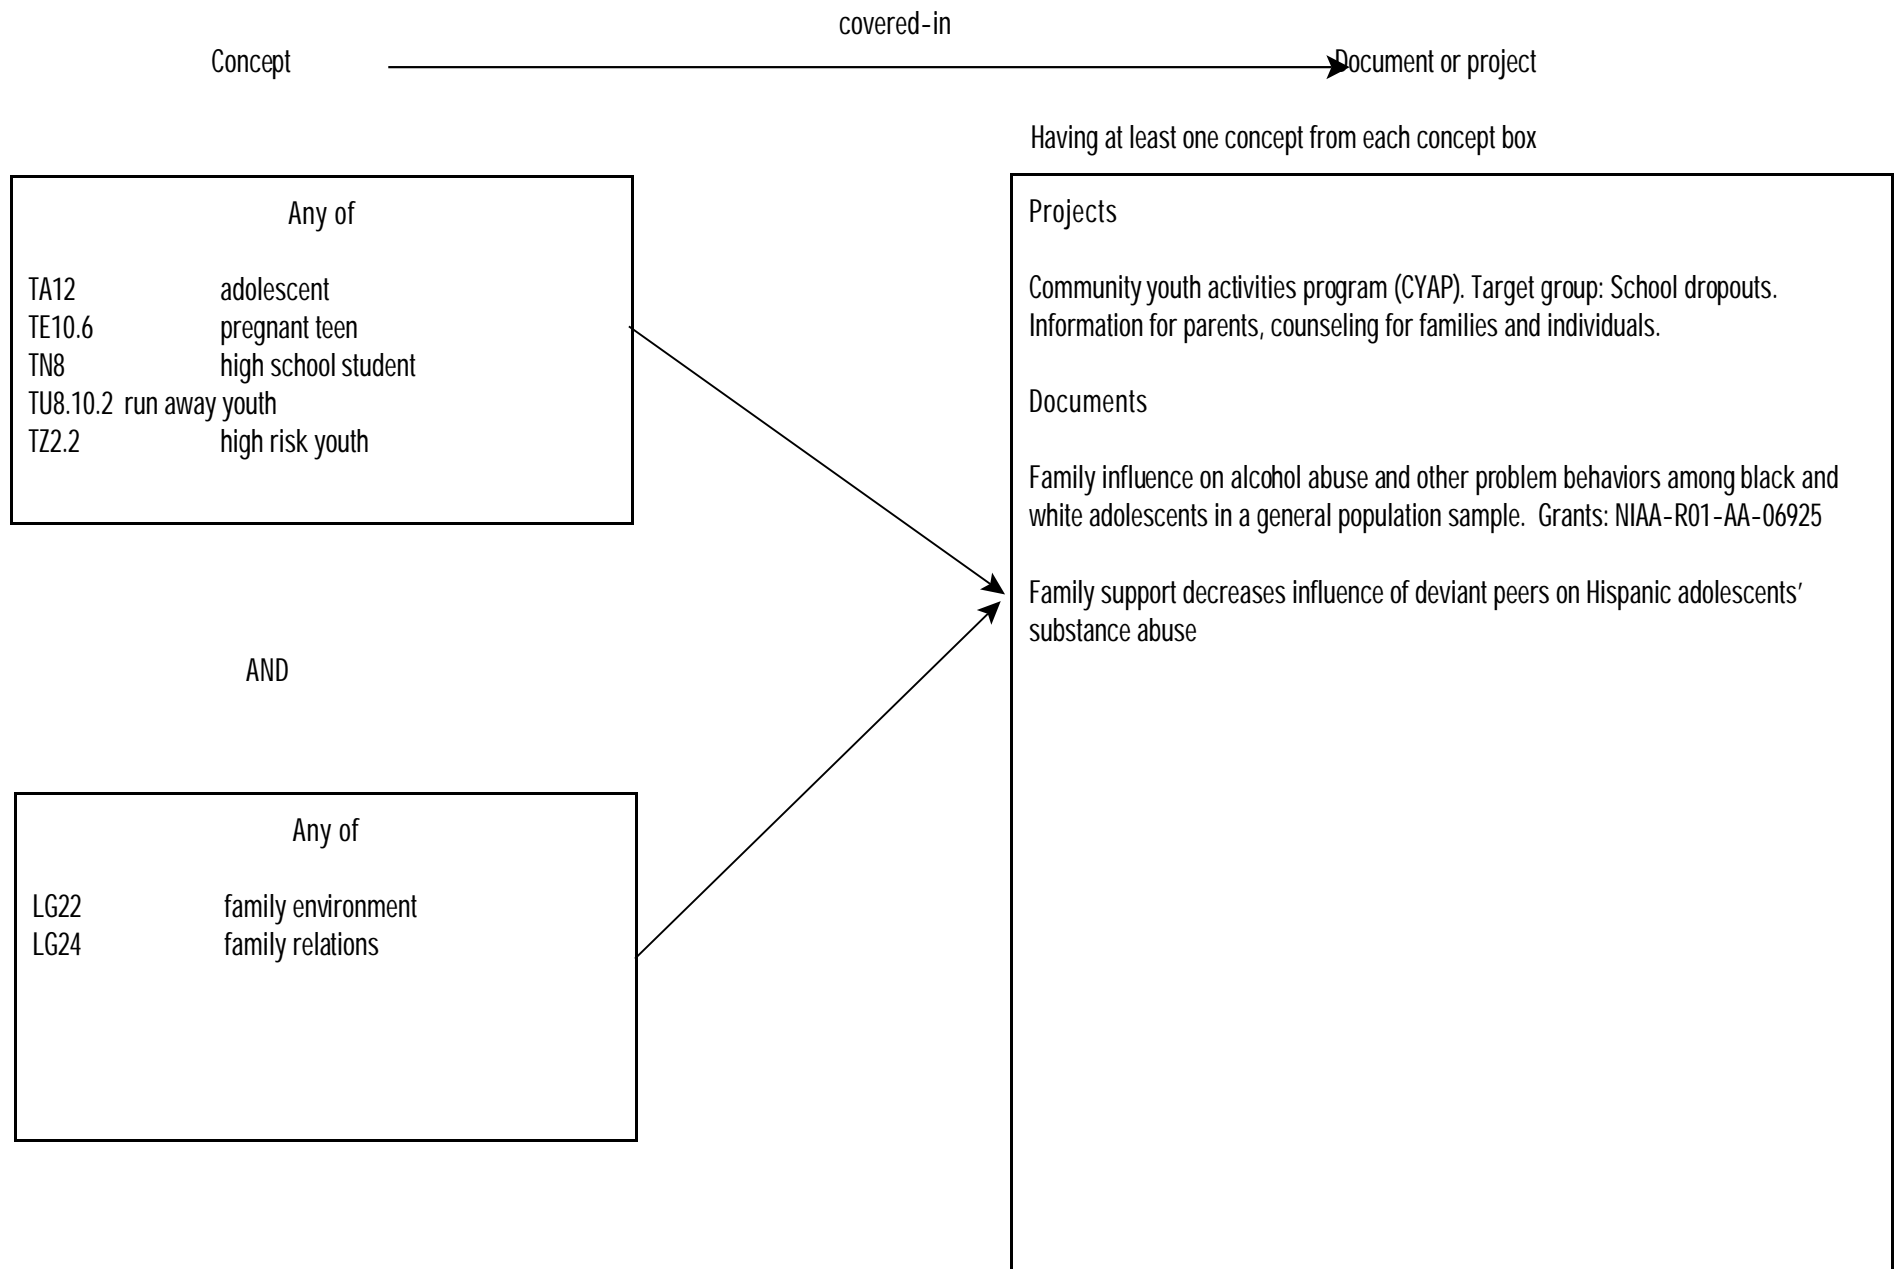 covered-in
Concept
Document or project
Having at least one concept from each concept box
Any of
TA12 adolescent
TE10.6 pregnant teen
TN8 high school student
TU8.10.2 run away youth
TZ2.2 high risk youth
AND
Any of
LG22 family environment
LG24 family relations
Projects
Community youth activities program (CYAP). Target group: School dropouts.
Information for parents, counseling for families and individuals.
Documents
Family influence on alcohol abuse and other problem behaviors among black and
white adolescents in a general population sample. Grants: NIAA-R01-AA-06925
Family support decreases influence of deviant peers on Hispanic adolescents'
substance abuse